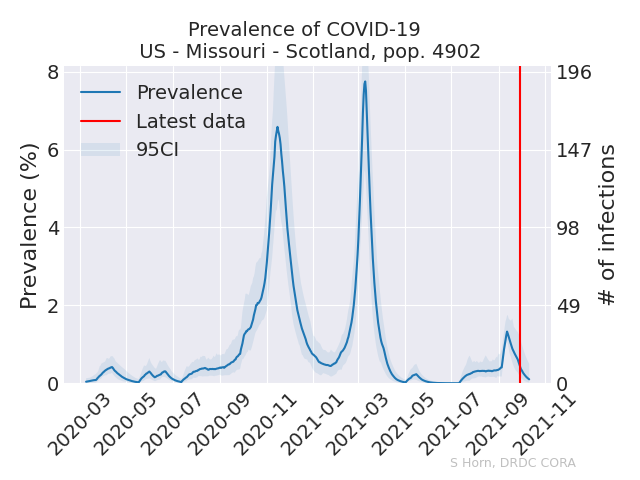 Prevalence of COVID-19
US - Missouri - Scotland, pop. 4902
Prevalence
Latest data
95CI
Prevalence (%)
8
6
4
2
0
196
147
98
49
0
# of infections
2020-03
2020-05
2020-07
2020-09
2020-11
2021-01
2021-03
2021-05
2021-07
2021-09
2021-11
S Horn, DRDC CORA